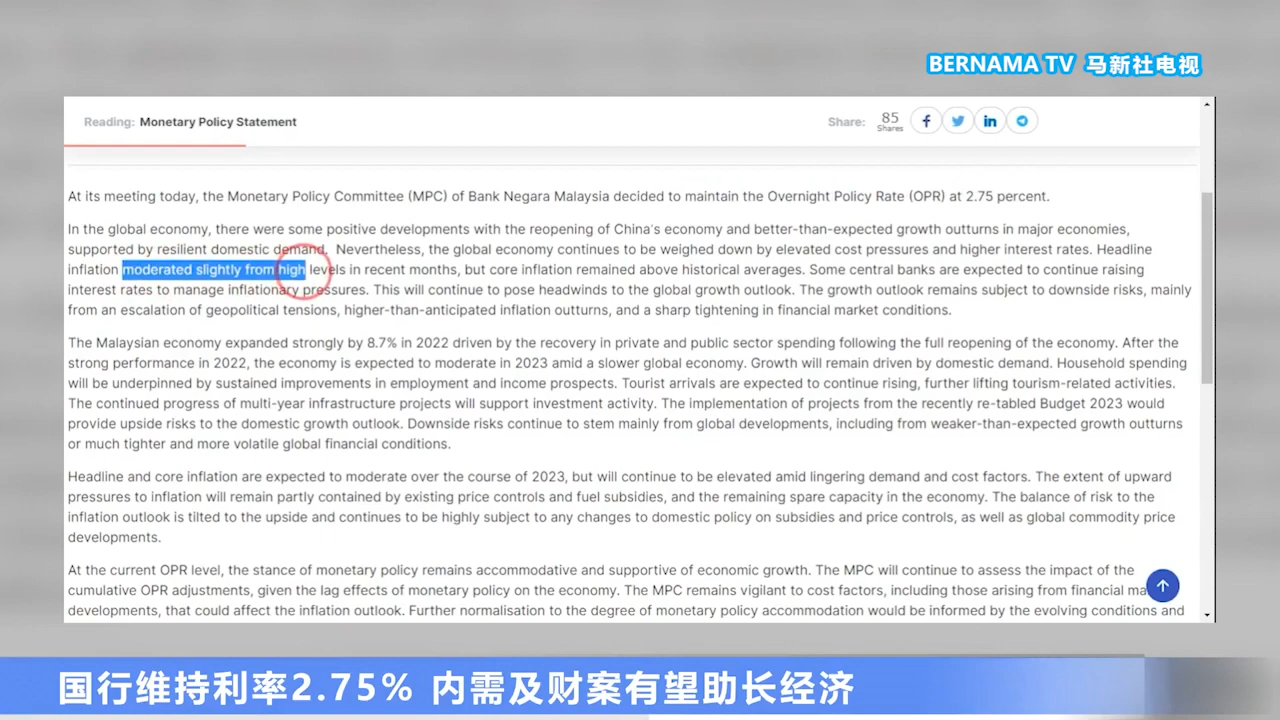 BERNAMA TV 马新社电视
Reading: Monetary Policy Statement
Share: 85 Shares
At its meeting today, the Monetary Policy Committee (MPC) of Bank Negara Malaysia decided to maintain the Overnight Policy Rate (OPR) at 2.75 percent.
In the global economy, there were some positive developments with the reopening of China's economy and better-than-expected growth outturns in major economies,
supported by resilient domestic demand. Nevertheless, the global economy continues to be weighed down by elevated cost pressures and higher interest rates. Headline
inflation moderated slightly from high levels in recent months, but core inflation remained above historical averages. Some central banks are expected to continue raising
interest rates to manage inflationary pressures. This will continue to pose headwinds to the global growth outlook. The growth outlook remains subject to downside risks, mainly
from an escalation of geopolitical tensions, higher-than-anticipated inflation outturns, and a sharp tightening in financial market conditions.
The Malaysian economy expanded strongly by 8.7% in 2022 driven by the recovery in private and public sector spending following the full reopening of the economy. After the
strong performance in 2022, the economy is expected to moderate in 2023 amid a slower global economy. Growth will remain driven by domestic demand. Household spending
will be underpinned by sustained improvements in employment and income prospects. Tourist arrivals are expected to continue rising, further lifting tourism-related activities.
The continued progress of multi-year infrastructure projects will support investment activity. The implementation of projects from the recently re-tabled Budget 2023 would
provide upside risks to the domestic growth outlook. Downside risks continue to stem mainly from global developments, including from weaker-than-expected growth outturns
or much tighter and more volatile global financial conditions.
Headline and core inflation are expected to moderate over the course of 2023, but will continue to be elevated amid lingering demand and cost factors. The extent of upward
pressures to inflation will remain partly contained by existing price controls and fuel subsidies, and the remaining spare capacity in the economy. The balance of risk to the
inflation outlook is tilted to the upside and continues to be highly subject to any changes to domestic policy on subsidies and price controls, as well as global commodity price
developments.
At the current OPR level, the stance of monetary policy remains accommodative and supportive of economic growth. The MPC will continue to assess the impact of the
cumulative OPR adjustments, given the lag effects of monetary policy on the economy. The MPC remains vigilant to cost factors, including those arising from financial ma
developments, that could affect the inflation outlook. Further normalisation to the degree of monetary policy accommodation would be informed by the evolving conditions and
国行维持利率2.75% 内需及财案有望助长经济